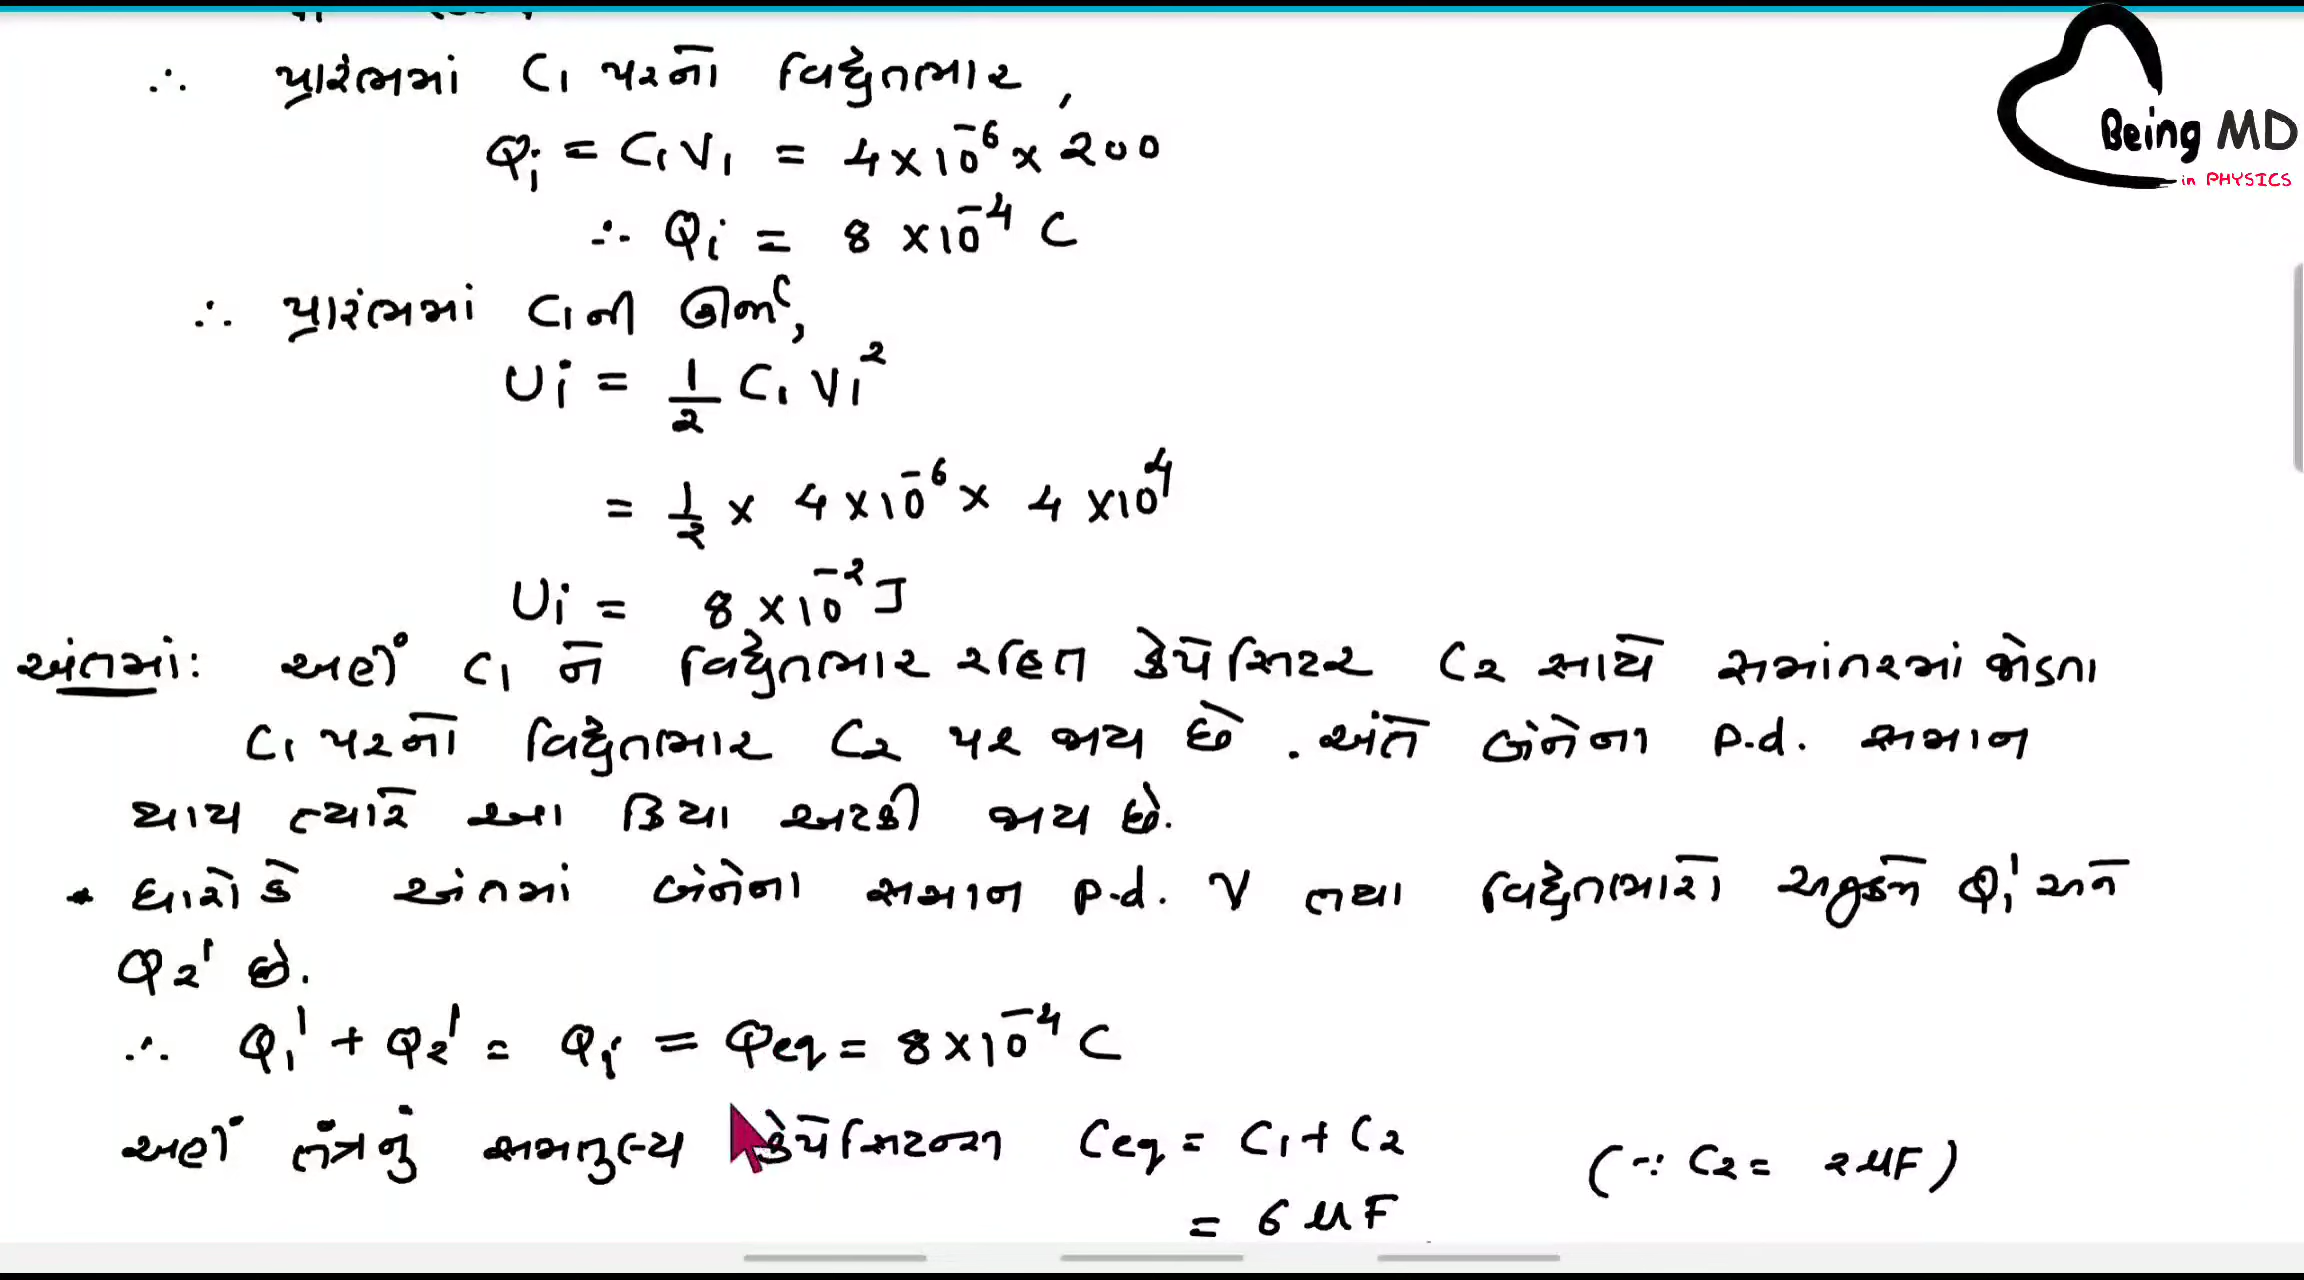 ∴ પ્રારંભમાં C₁ પરનો વિદ્યુતભાર,
Being MD
in PHYSICS
Qᵢ = C₁V₁ = 4 × 10⁻⁶ × 200
∴ Qᵢ = 8 × 10⁻⁴ C
∴ પ્રારંભમાં C₁ની ઊર્જા,
Uᵢ = 1/2 C₁ V₁²
= 1/2 × 4 × 10⁻⁶ × 4 × 10⁴
Uᵢ = 8 × 10⁻² J
અંતમાં: અહીં C₁ ને વિદ્યુતભાર રહિત કેપેસિટર C₂ સાથે સમાંતરમાં જોડતા
C₁ પરનો વિદ્યુતભાર C₂ પર જાય છે. અંતે બંનેના p.d. સમાન
થાય ત્યારે આ ક્રિયા અટકી જાય છે.
• ધારો કે અંતમાં બંનેના સમાન p.d. V તથા વિદ્યુતભારો અનુક્રમે Q₁' અને
Q₂' છે.
∴ Q₁' + Q₂' = Qᵢ = Qeq = 8 × 10⁻⁴ C
અહીં તંત્રનું સમતુલ્ય કેપેસિટન્સ Ceq = C₁ + C₂ (∵ C₂ = 2 μF)
= 6 μF